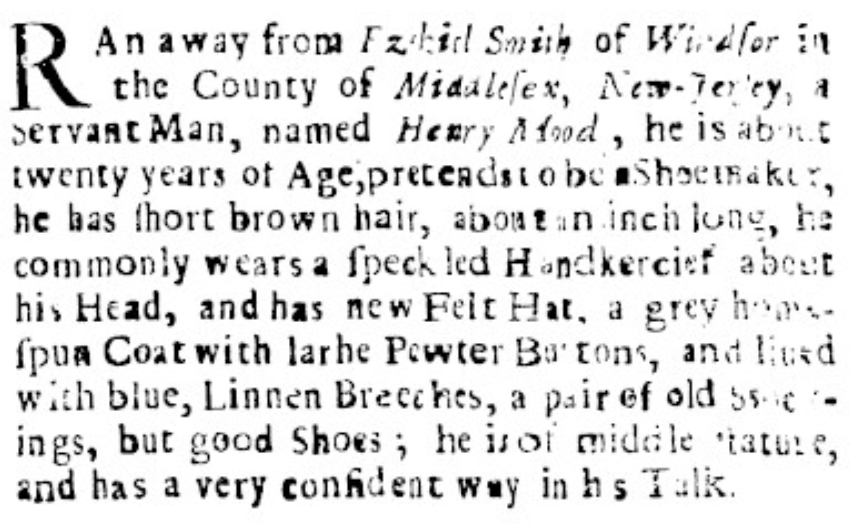 RAn away from Ezekiel Smith of Windſor in
the County of Middleſex, New-Jerſey, a
Servant Man, named Henry Mood, he is about
twenty years of Age, pretends to be a Shoemaker,
he has ſhort brown hair, about an inch long, he
commonly wears a ſpeckled Handkercief about
his Head, and has new Felt Hat, a grey home-
ſpun Coat with larhe Pewter Buttons, and lined
with blue, Linnen Breeches, a pair of old
ings, but good Shoes; he is of middle ſtature,
and has a very confident way in his Talk.